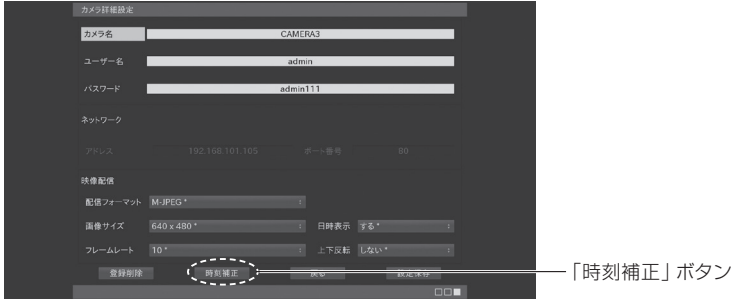 カメラ詳細設定
カメラ名 CAMERA3
ユーザー名 admin
パスワード admin111
ネットワーク
アドレス 192.168.101.105 ポート番号 80
映像配信
配信フォーマット M-JPEG *
画像サイズ 640 x 480 * 日時表示 する *
フレームレート 10 * 上下反転 しない *
登録削除 時刻補正 戻る 設定保存
「時刻補正」ボタン